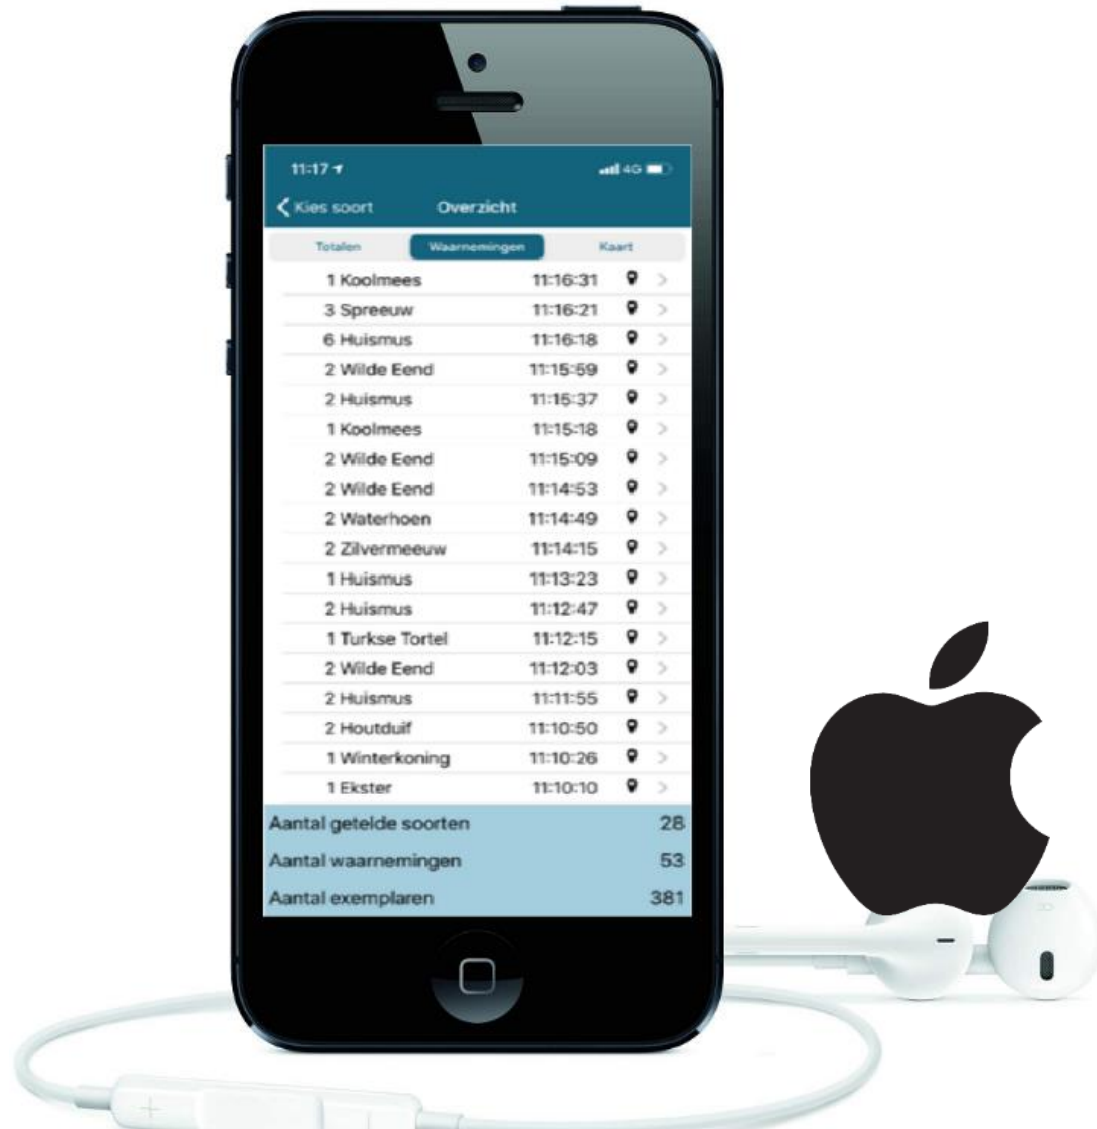 11:17 4G
Kies soort Overzicht
Totalen Waarnemingen Kaart
1 Koolmees 11:16:31
3 Spreeuw 11:16:21
6 Huismus 11:16:18
2 Wilde Eend 11:15:59
2 Huismus 11:15:37
1 Koolmees 11:15:18
2 Wilde Eend 11:15:09
2 Wilde Eend 11:14:53
2 Waterhoen 11:14:49
2 Zilvermeeuw 11:14:15
1 Huismus 11:13:23
2 Huismus 11:12:47
1 Turkse Tortel 11:12:15
2 Wilde Eend 11:12:03
2 Huismus 11:11:55
2 Houtduif 11:10:50
1 Winterkoning 11:10:26
1 Ekster 11:10:10
Aantal getelde soorten 28
Aantal waarnemingen 53
Aantal exemplaren 381